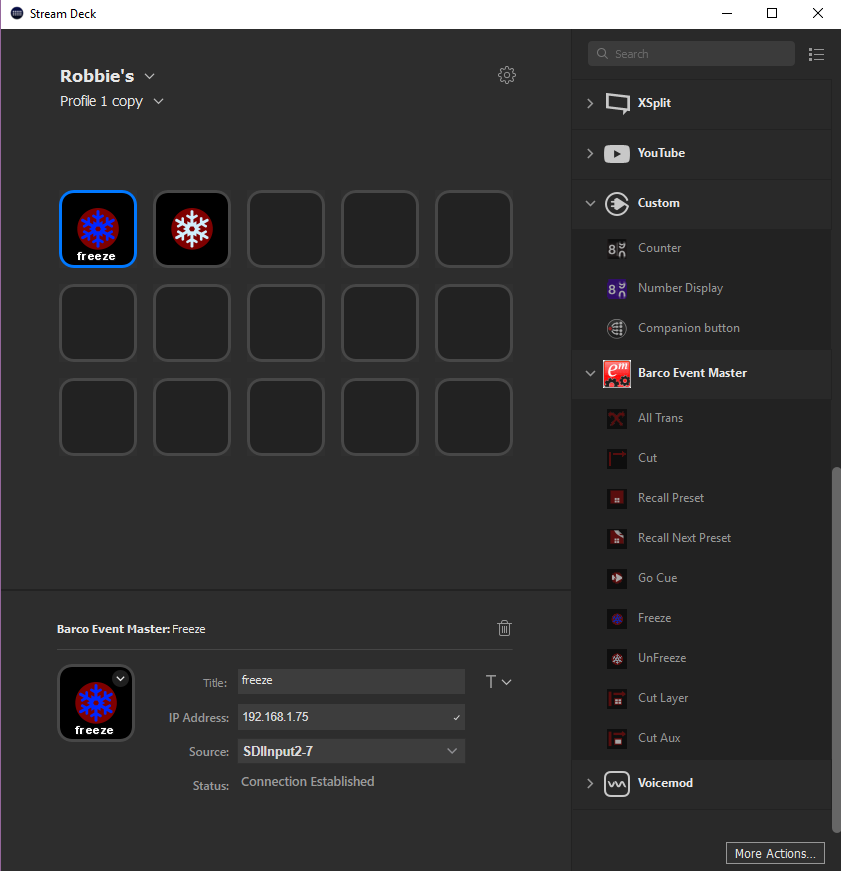 Stream Deck
Robbie's
Profile 1 copy
freeze
Search
XSplit
YouTube
Custom
Counter
Number Display
Companion button
Barco Event Master
All Trans
Cut
Recall Preset
Recall Next Preset
Go Cue
Freeze
UnFreeze
Cut Layer
Cut Aux
Voicemod
More Actions...
Barco Event Master: Freeze
freeze
Title: freeze
T
IP Address: 192.168.1.75
Source: SDIInput2-7
Status: Connection Established